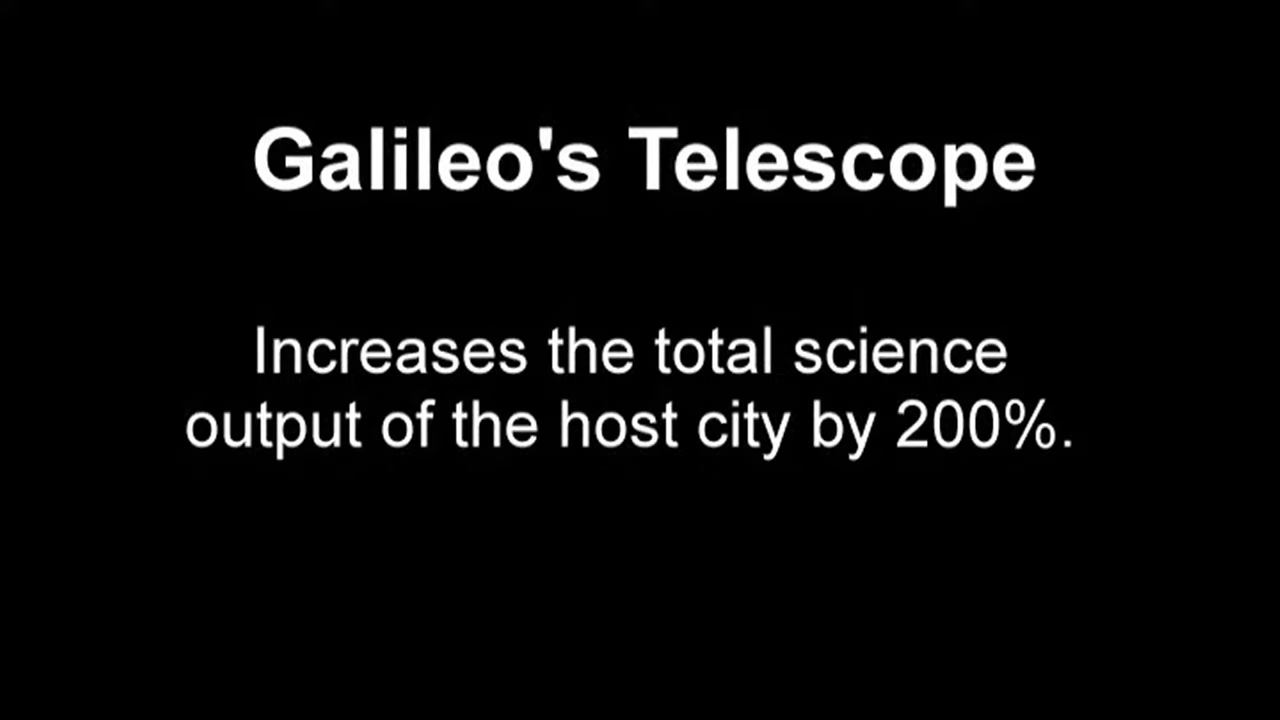 Galileo's Telescope
Increases the total science
output of the host city by 200%.